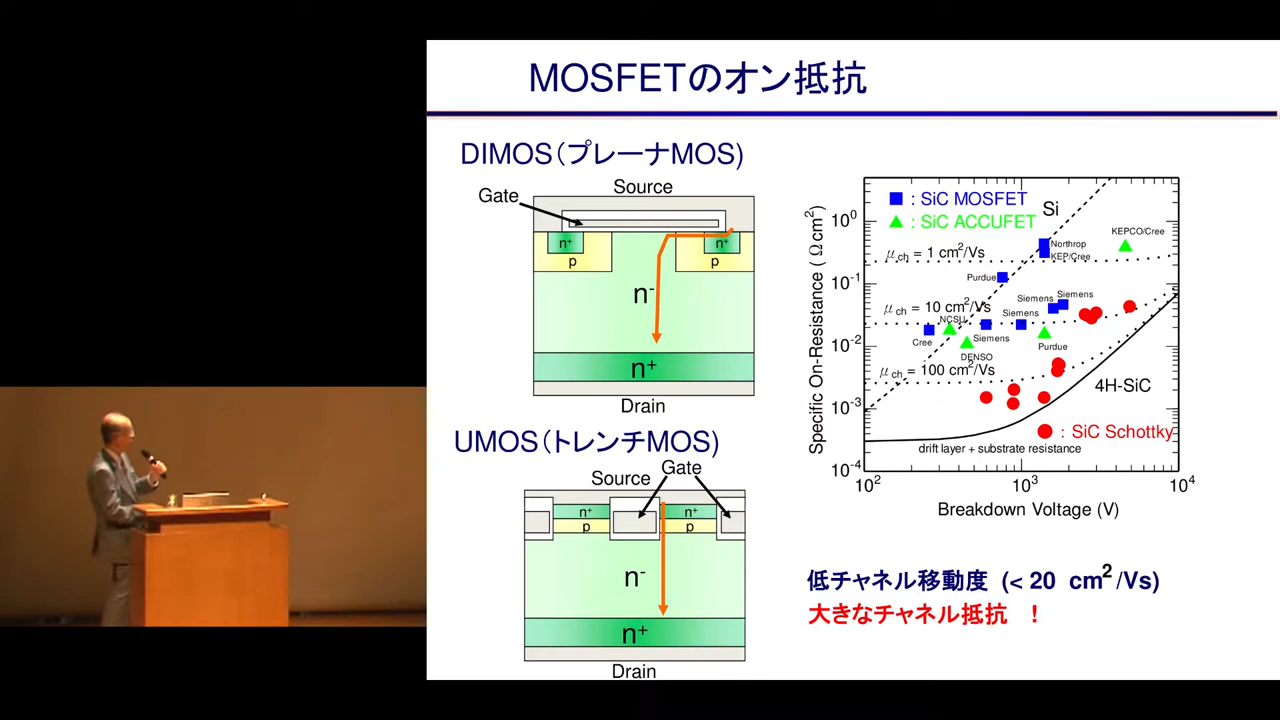 MOSFETのオン抵抗
DIMOS(プレーナMOS)
Gate
Source
n⁺
n⁺
p
p
n⁻
n⁺
Drain
UMOS(トレンチMOS)
Source
Gate
n⁺
n⁺
p
p
n⁻
n⁺
Drain
Specific On-Resistance (Ωcm²)
10⁰
10⁻¹
10⁻²
10⁻³
10⁻⁴
: SiC MOSFET
: SiC ACCUFET
Si
KEPCO/Cree
Northrop
KEP/Cree
μch = 1 cm²/Vs
Purdue
Siemens
Siemens
μch = 10 cm²/Vs
Siemens
NCSU
Cree
Siemens
Purdue
DENSO
μch = 100 cm²/Vs
4H-SiC
: SiC Schottky
drift layer + substrate resistance
10²
10³
10⁴
Breakdown Voltage (V)
低チャネル移動度 (< 20 cm²/Vs)
大きなチャネル抵抗 !